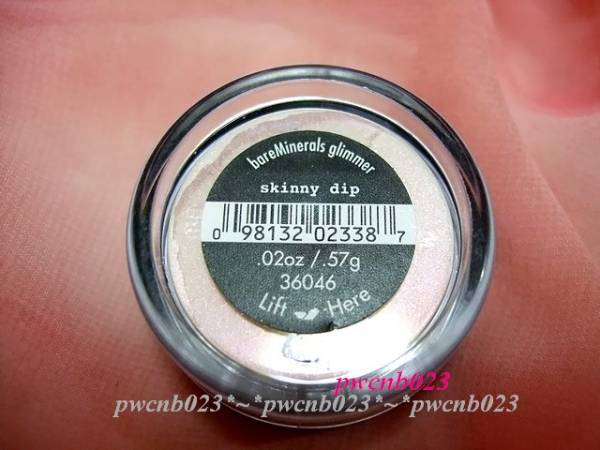 bareMinerals glimmer
skinny dip
0 98132 02338 7
.02oz / .57g
36046
Lift Here
pwcnb023
pwcnb023*~*pwcnb023*~*pwcnb023